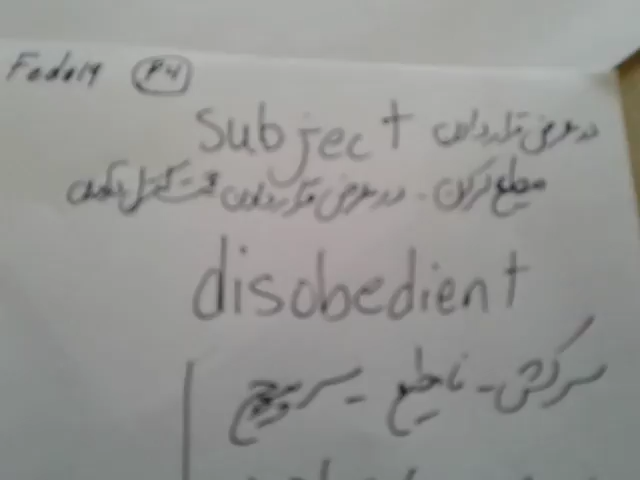 P4
subject در معرض قرار دادن
مطیع کردن - در معرض قرار دادن تحت کنترل
disobedient
سرکش - نامطیع - سرپیچ